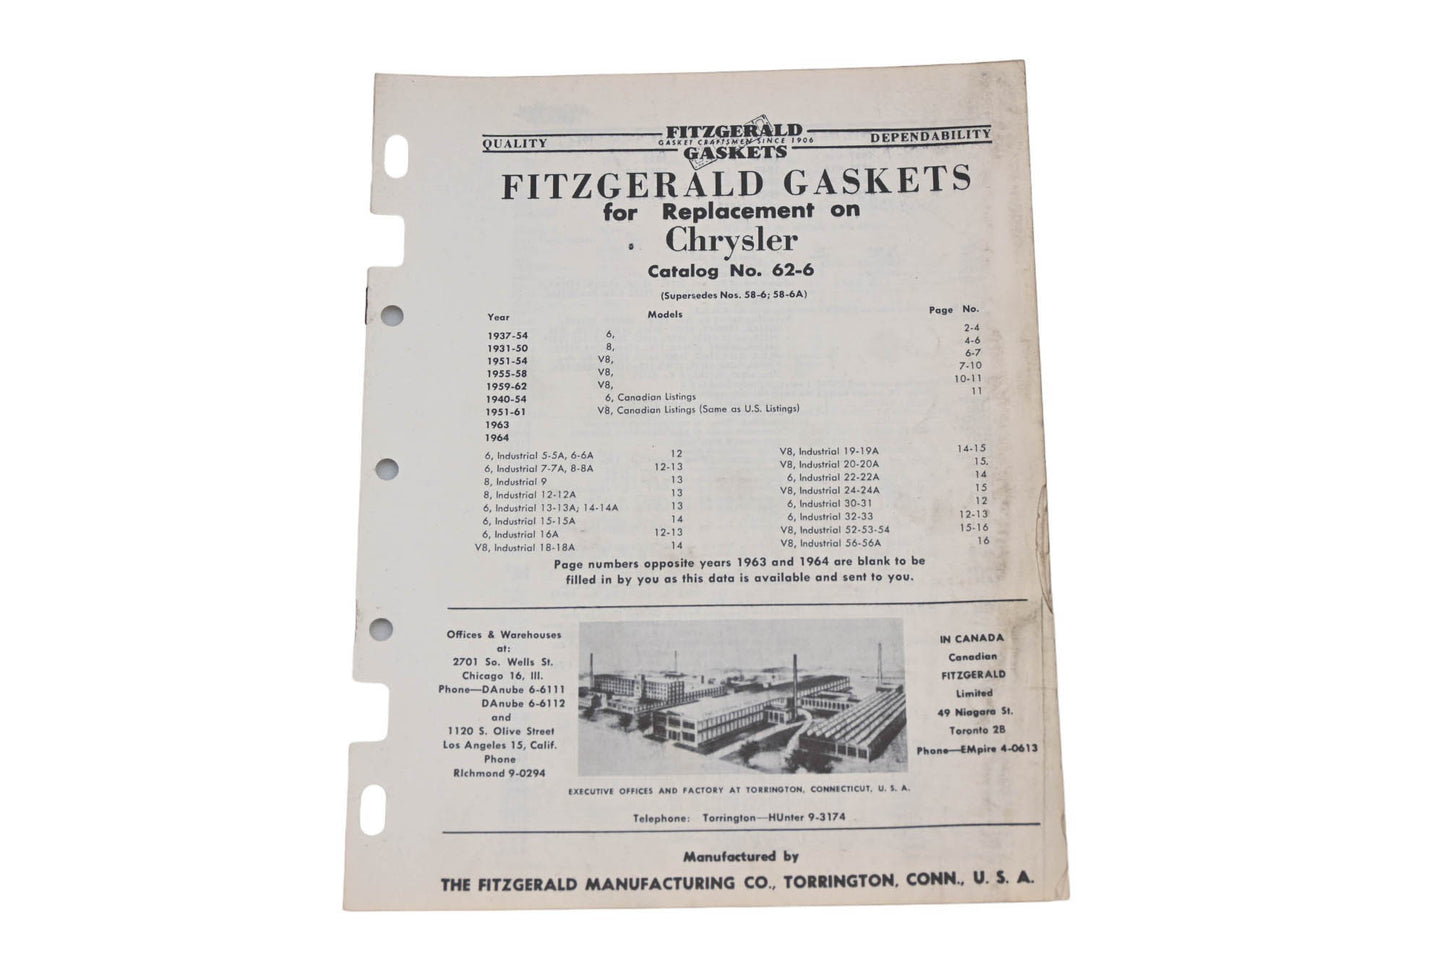 QUALITY
FITZGERALD
GASKET CRAFTSMEN SINCE 1906
GASKETS
DEPENDABILITY
FITZGERALD GASKETS
for Replacement on
Chrysler
Catalog No. 62-6
(Supersedes Nos. 58-6; 58-6A)
Year Models Page No.
1937-54 6, 2-4
1931-50 8, 4-6
1951-54 V8, 6-7
1955-58 V8, 7-10
1959-62 V8, 10-11
1940-54 6, Canadian Listings 11
1951-61 V8, Canadian Listings (Same as U.S. Listings)
1963
1964
6, Industrial 5-5A, 6-6A 12
6, Industrial 7-7A, 8-8A 12-13
8, Industrial 9 13
8, Industrial 12-12A 13
6, Industrial 13-13A; 14-14A 13
6, Industrial 15-15A 14
6, Industrial 16A 12-13
V8, Industrial 18-18A 14
V8, Industrial 19-19A 14-15
V8, Industrial 20-20A 15.
6, Industrial 22-22A 14
V8, Industrial 24-24A 15
6, Industrial 30-31 12
6, Industrial 32-33 12-13
V8, Industrial 52-53-54 15-16
V8, Industrial 56-56A 16
Page numbers opposite years 1963 and 1964 are blank to be
filled in by you as this data is available and sent to you.
Offices & Warehouses
at:
2701 So. Wells St.
Chicago 16, Ill.
Phone—DAnube 6-6111
DAnube 6-6112
and
1120 S. Olive Street
Los Angeles 15, Calif.
Phone
RIchmond 9-0294
EXECUTIVE OFFICES AND FACTORY AT TORRINGTON, CONNECTICUT, U. S. A.
Telephone: Torrington—HUnter 9-3174
IN CANADA
Canadian
FITZGERALD
Limited
49 Niagara St.
Toronto 2B
Phone—EMpire 4-0613
Manufactured by
THE FITZGERALD MANUFACTURING CO., TORRINGTON, CONN., U. S. A.